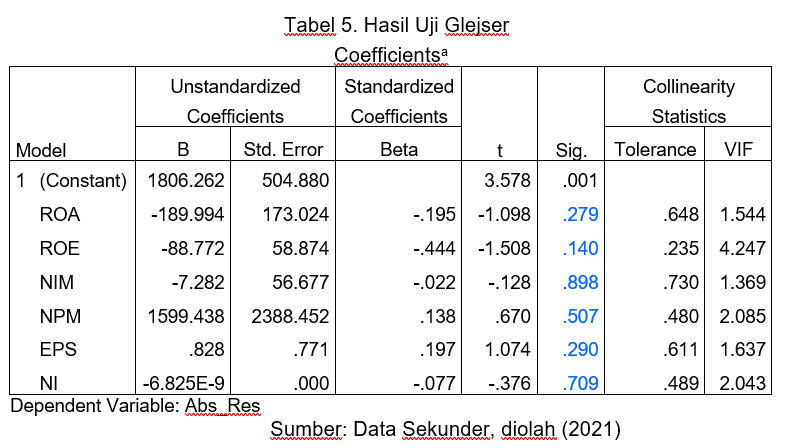 Tabel 5. Hasil Uji Glejser
Coefficientsᵃ
Unstandardized Standardized Collinearity
Coefficients Coefficients Statistics
Model B Std. Error Beta t Sig. Tolerance VIF
1 (Constant) 1806.262 504.880 3.578 .001
ROA -189.994 173.024 -.195 -1.098 .279 .648 1.544
ROE -88.772 58.874 -.444 -1.508 .140 .235 4.247
NIM -7.282 56.677 -.022 -.128 .898 .730 1.369
NPM 1599.438 2388.452 .138 .670 .507 .480 2.085
EPS .828 .771 .197 1.074 .290 .611 1.637
NI -6.825E-9 .000 -.077 -.376 .709 .489 2.043
Dependent Variable: Abs_Res
Sumber: Data Sekunder, diolah (2021)